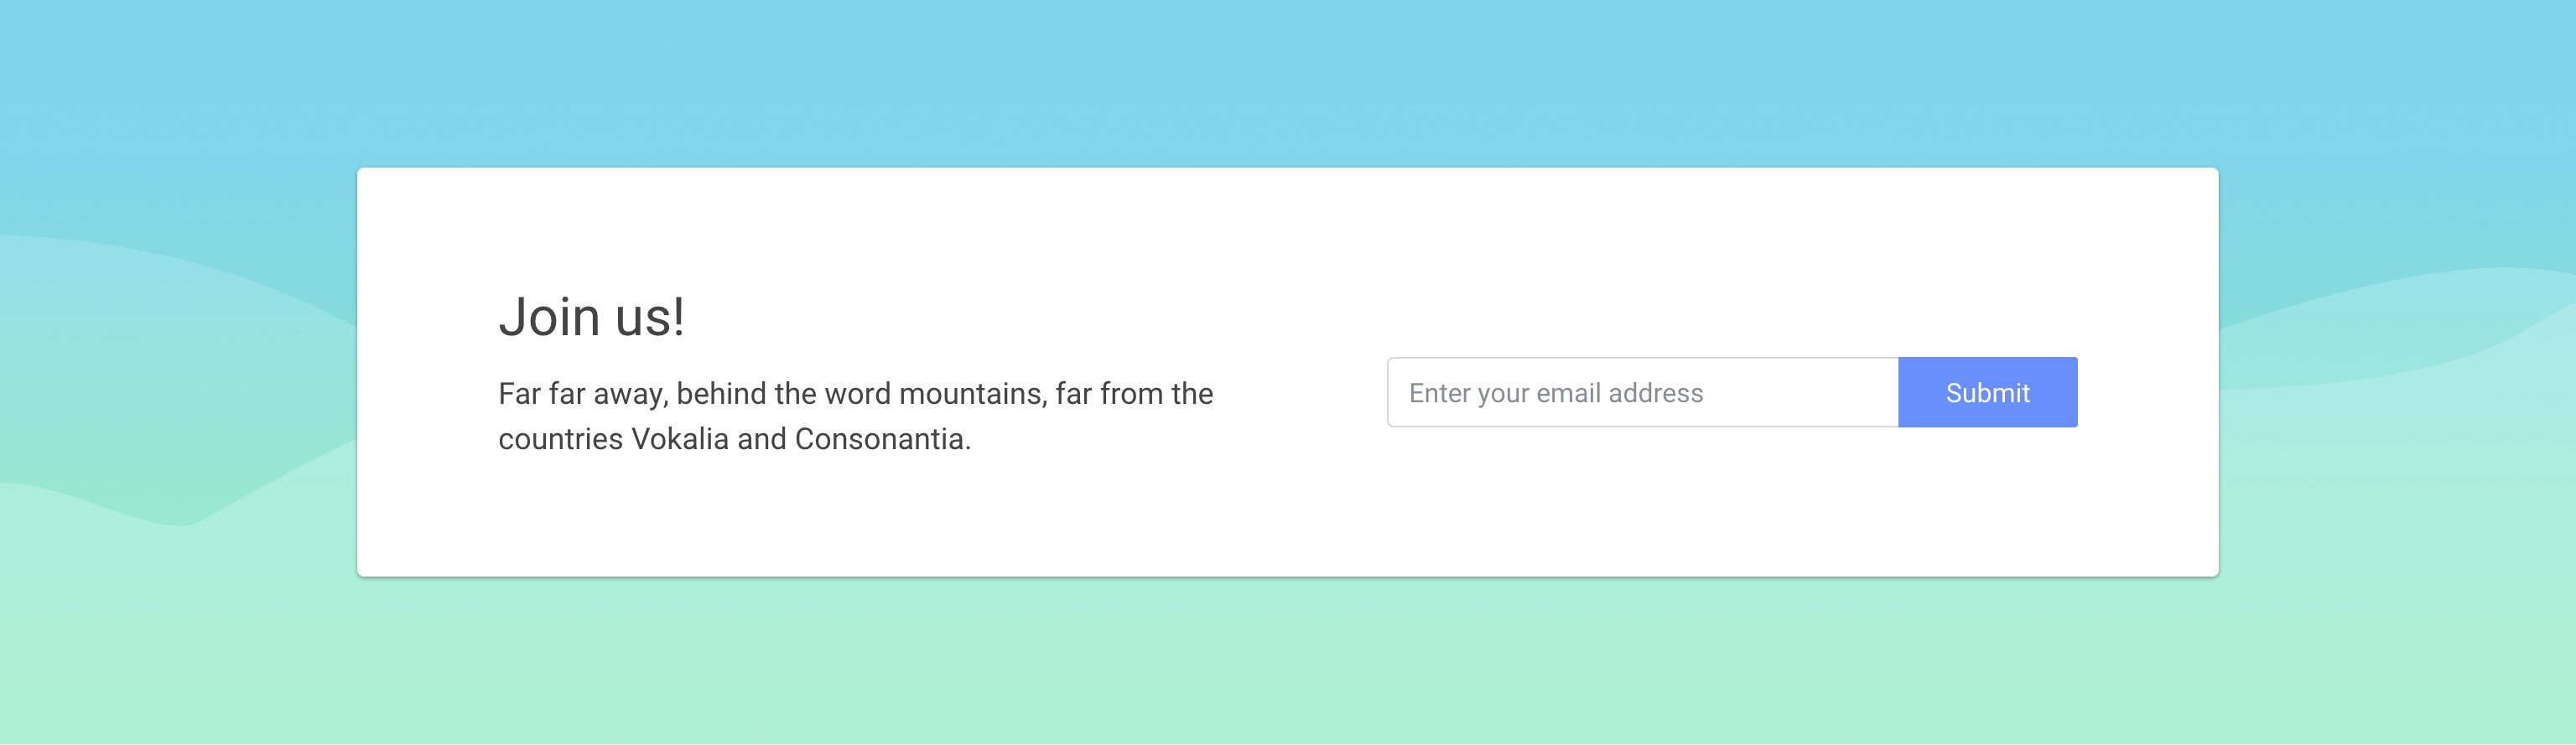 Join us!
Far far away, behind the word mountains, far from the
countries Vokalia and Consonantia.
Enter your email address
Submit